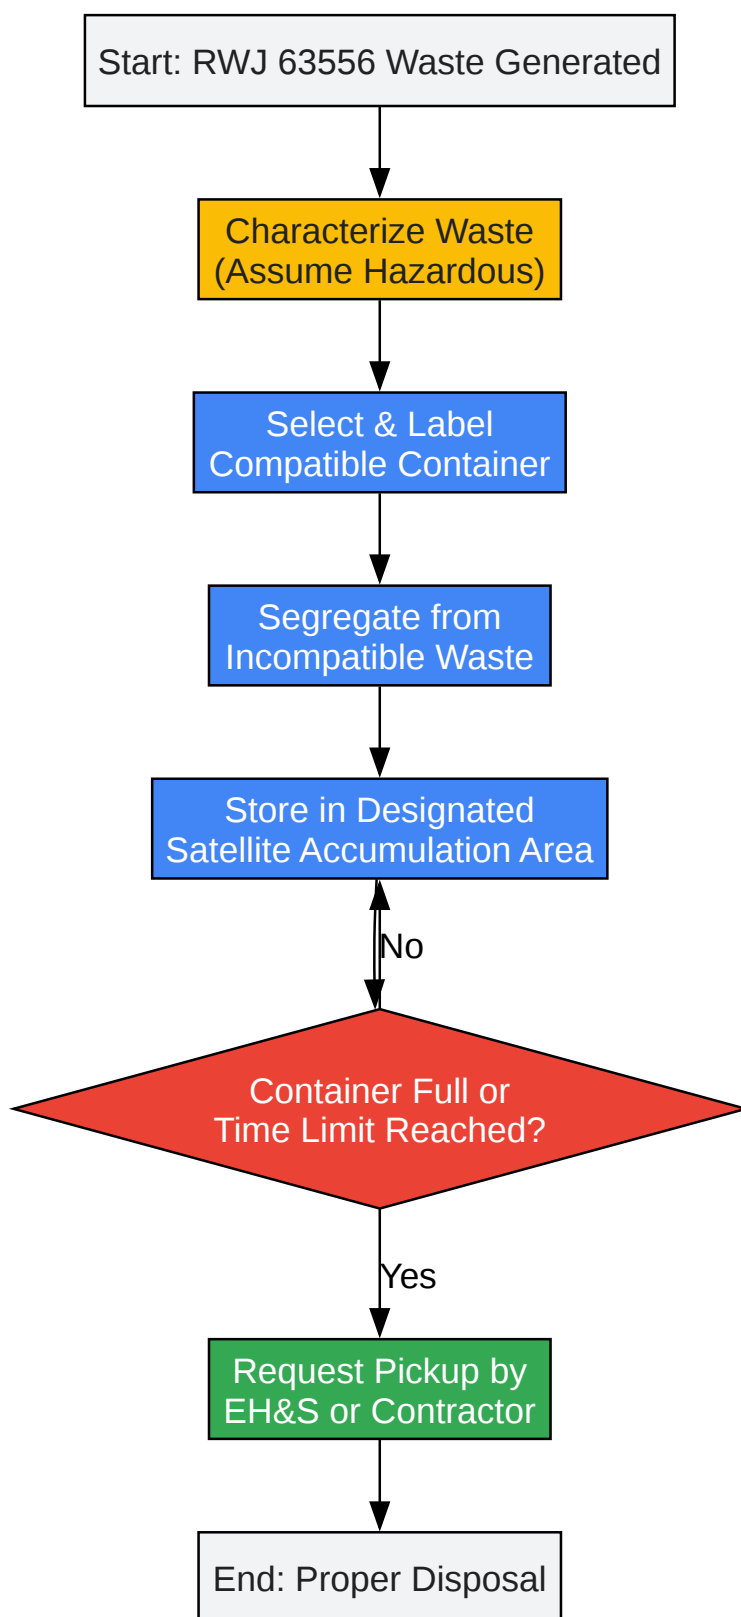 Start: RWJ 63556 Waste Generated
Characterize Waste
(Assume Hazardous)
Select & Label
Compatible Container
Segregate from
Incompatible Waste
Store in Designated
Satellite Accumulation Area
No
Container Full or
Time Limit Reached?
Yes
Request Pickup by
EH&S or Contractor
End: Proper Disposal